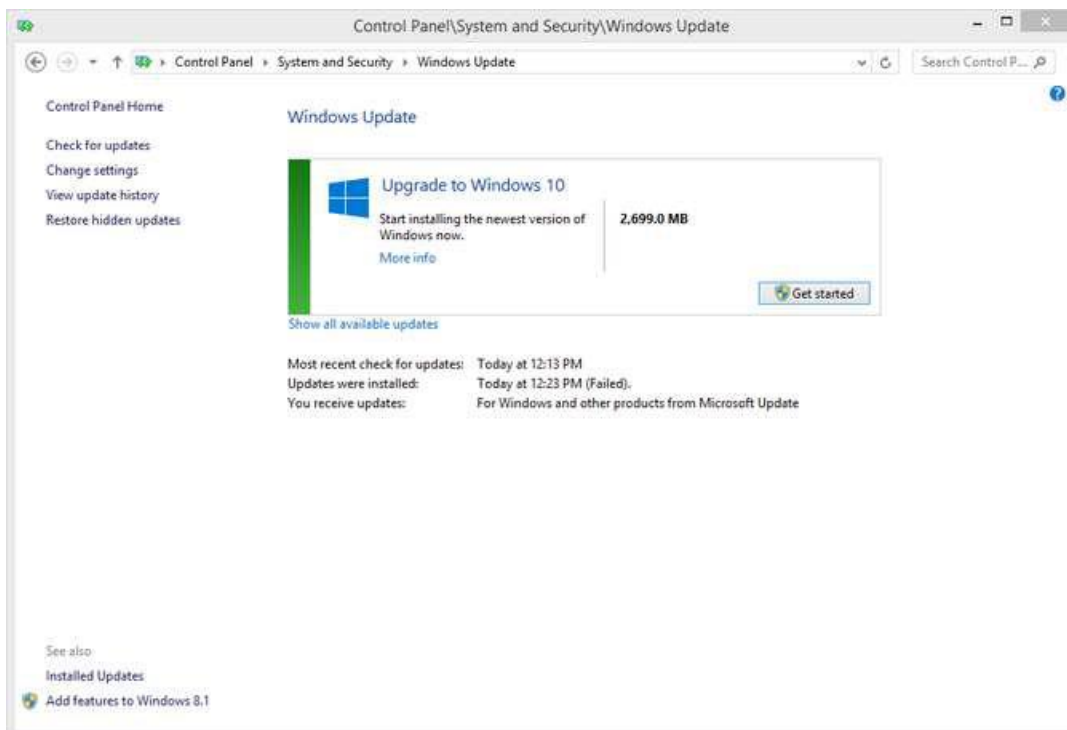 Control Panel\System and Security\Windows Update
Control Panel System and Security Windows Update
Search Control P...
Control Panel Home
Check for updates
Change settings
View update history
Restore hidden updates
Windows Update
Upgrade to Windows 10
Start installing the newest version of
Windows now.
More info
2,699.0 MB
Get started
Show all available updates
Most recent check for updates: Today at 12:13 PM
Updates were installed: Today at 12:23 PM (Failed).
You receive updates: For Windows and other products from Microsoft Update
See also
Installed Updates
Add features to Windows 8.1